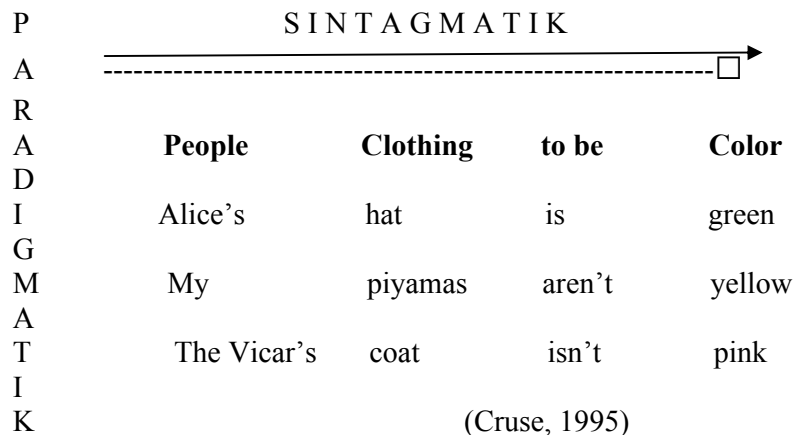 P S I N T A G M A T I K
A
R
A People Clothing to be Color
D
I Alice’s hat is green
G
M My piyamas aren’t yellow
A
T The Vicar’s coat isn’t pink
I
K (Cruse, 1995)